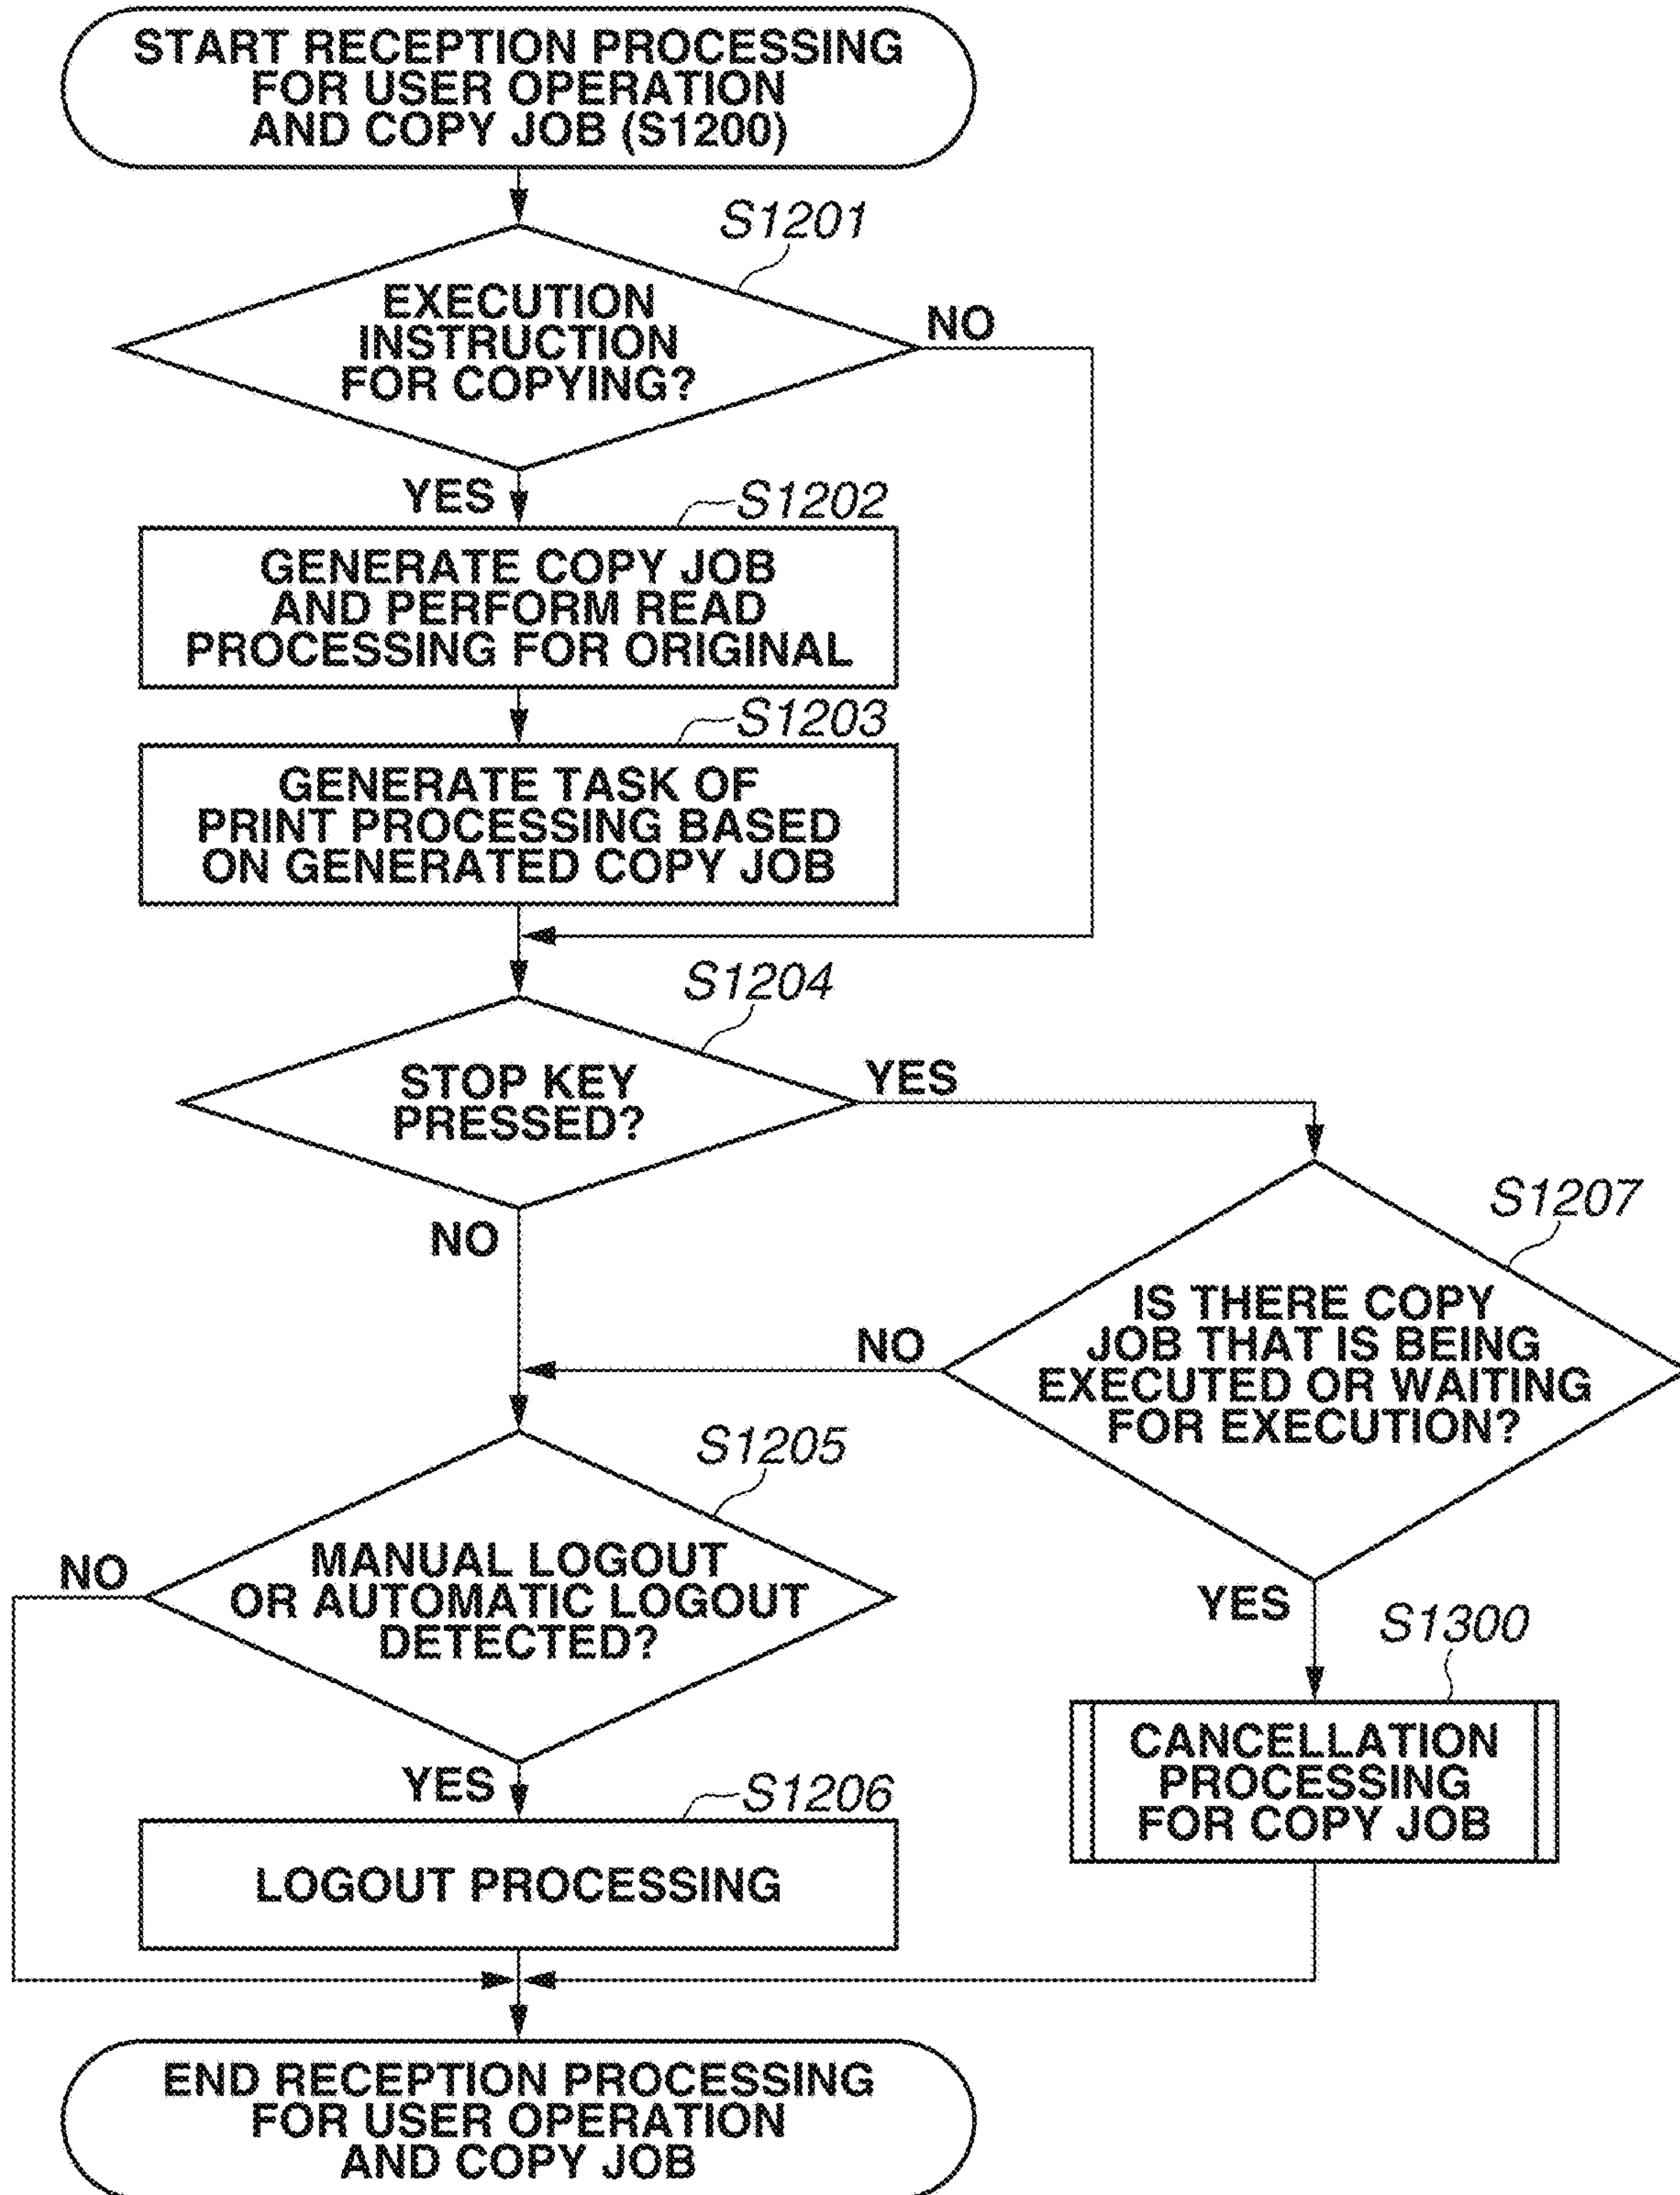 START RECEPTION PROCESSING
FOR USER OPERATION
AND COPY JOB (S1200)
S1201
EXECUTION
INSTRUCTION
FOR COPYING?
NO
YES
S1202
GENERATE COPY JOB
AND PERFORM READ
PROCESSING FOR ORIGINAL
S1203
GENERATE TASK OF
PRINT PROCESSING BASED
ON GENERATED COPY JOB
S1204
STOP KEY
PRESSED?
YES
NO
S1207
IS THERE COPY
JOB THAT IS BEING
EXECUTED OR WAITING
FOR EXECUTION?
NO
YES
S1205
MANUAL LOGOUT
OR AUTOMATIC LOGOUT
DETECTED?
NO
YES
S1300
CANCELLATION
PROCESSING
FOR COPY JOB
S1206
LOGOUT PROCESSING
END RECEPTION PROCESSING
FOR USER OPERATION
AND COPY JOB